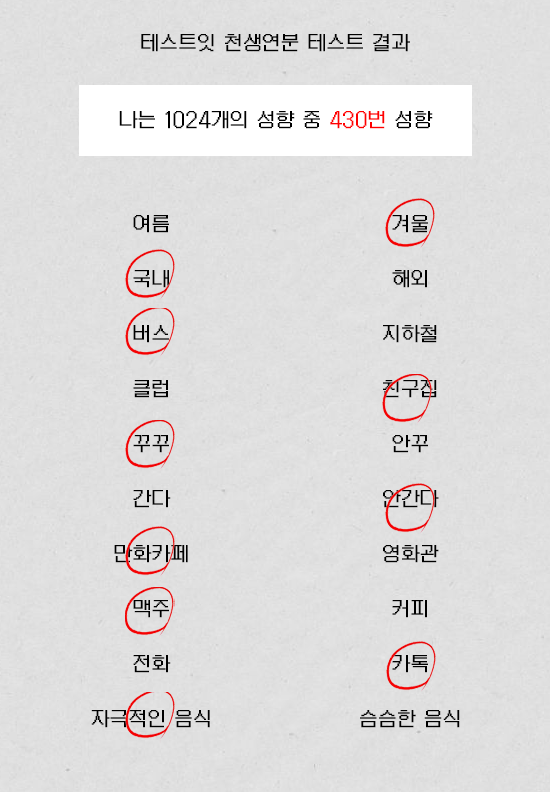 테스트잇 천생연분 테스트 결과
나는 1024개의 성향 중 430번 성향
여름 겨울
국내 해외
버스 지하철
클럽 친구집
꾸꾸 안꾸
간다 안간다
만화카페 영화관
맥주 커피
전화 카톡
자극적인 음식 슴슴한 음식